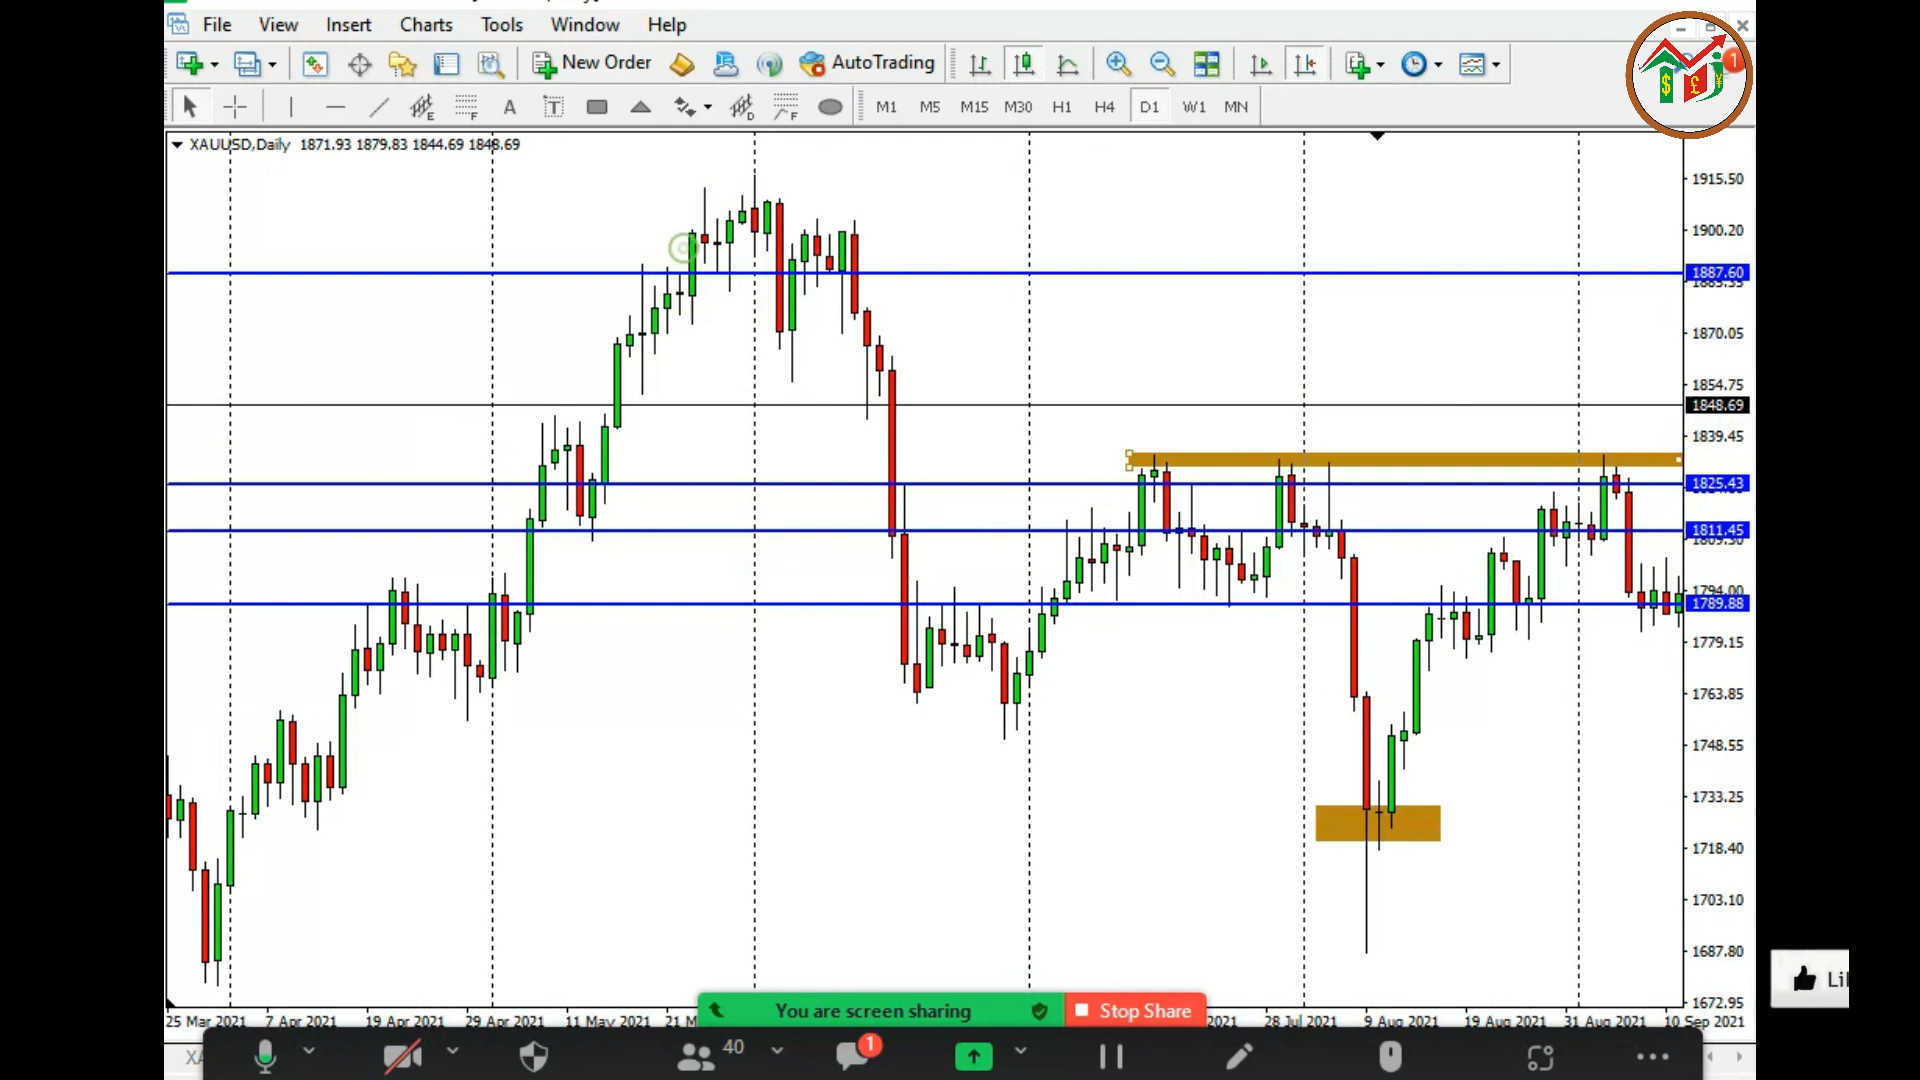 File View Insert Charts Tools Window Help
New Order AutoTrading 1
A T M1 M5 M15 M30 H1 H4 D1 W1 MN
XAUUSD,Daily 1871.93 1879.83 1844.69 1848.69
1915.50
1900.20
1887.60
1870.05
1854.75
1848.69
1839.45
1825.43
1811.45
1794.00
1789.88
1779.15
1763.85
1748.55
1733.25
1718.40
1703.10
1687.80
1672.95
25 Mar 2021 7 Apr 2021 19 Apr 2021 29 Apr 2021 11 May 2021 21 M 2021 28 Jul 2021 9 Aug 2021 19 Aug 2021 31 Aug 2021 10 Sep 2021
You are screen sharing Stop Share
40 1
Li